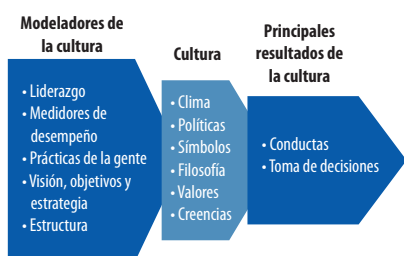 Modeladores de
la cultura
• Liderazgo
• Medidores de
desempeño
• Prácticas de la gente
• Visión, objetivos y
estrategia
• Estructura
Cultura
• Clima
• Políticas
• Símbolos
• Filosofía
• Valores
• Creencias
Principales
resultados de
la cultura
• Conductas
• Toma de decisiones